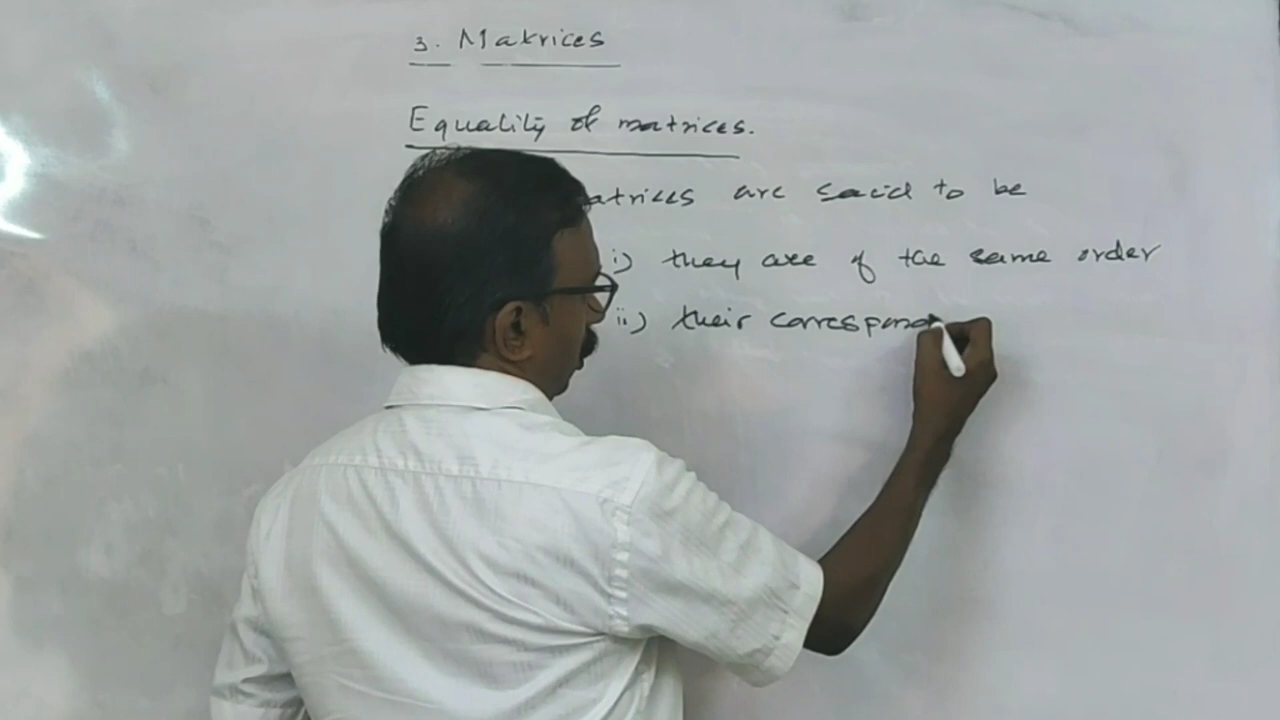 3. Matrices
Equality of matrices.
atrices are said to be
i) they are of the same order
ii) their correspond